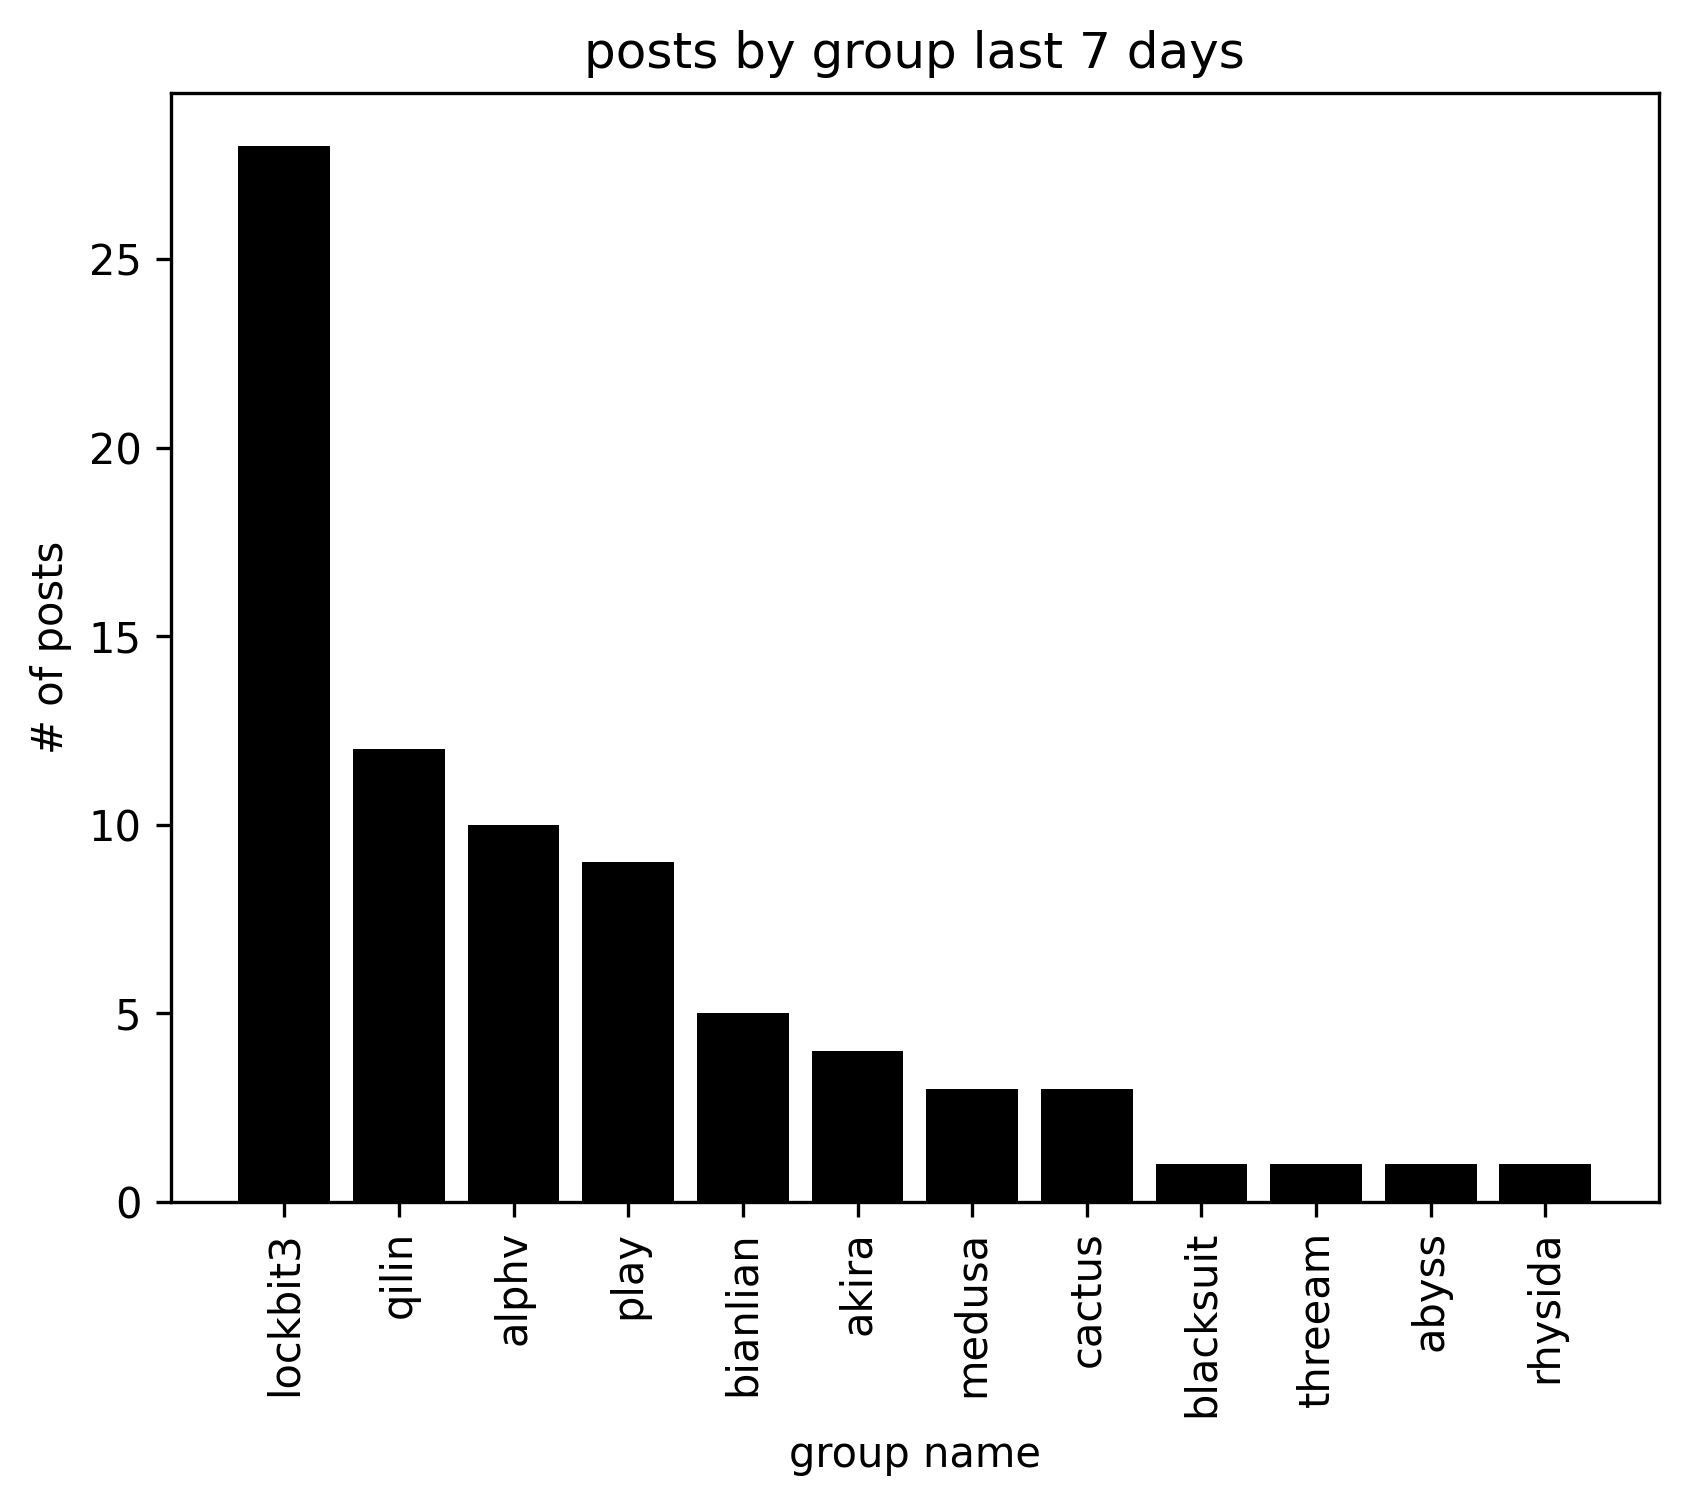 posts by group last 7 days
# of posts
25
20
15
10
5
0
lockbit3
qilin
alphv
play
bianlian
akira
medusa
cactus
blacksuit
threeam
abyss
rhysida
group name